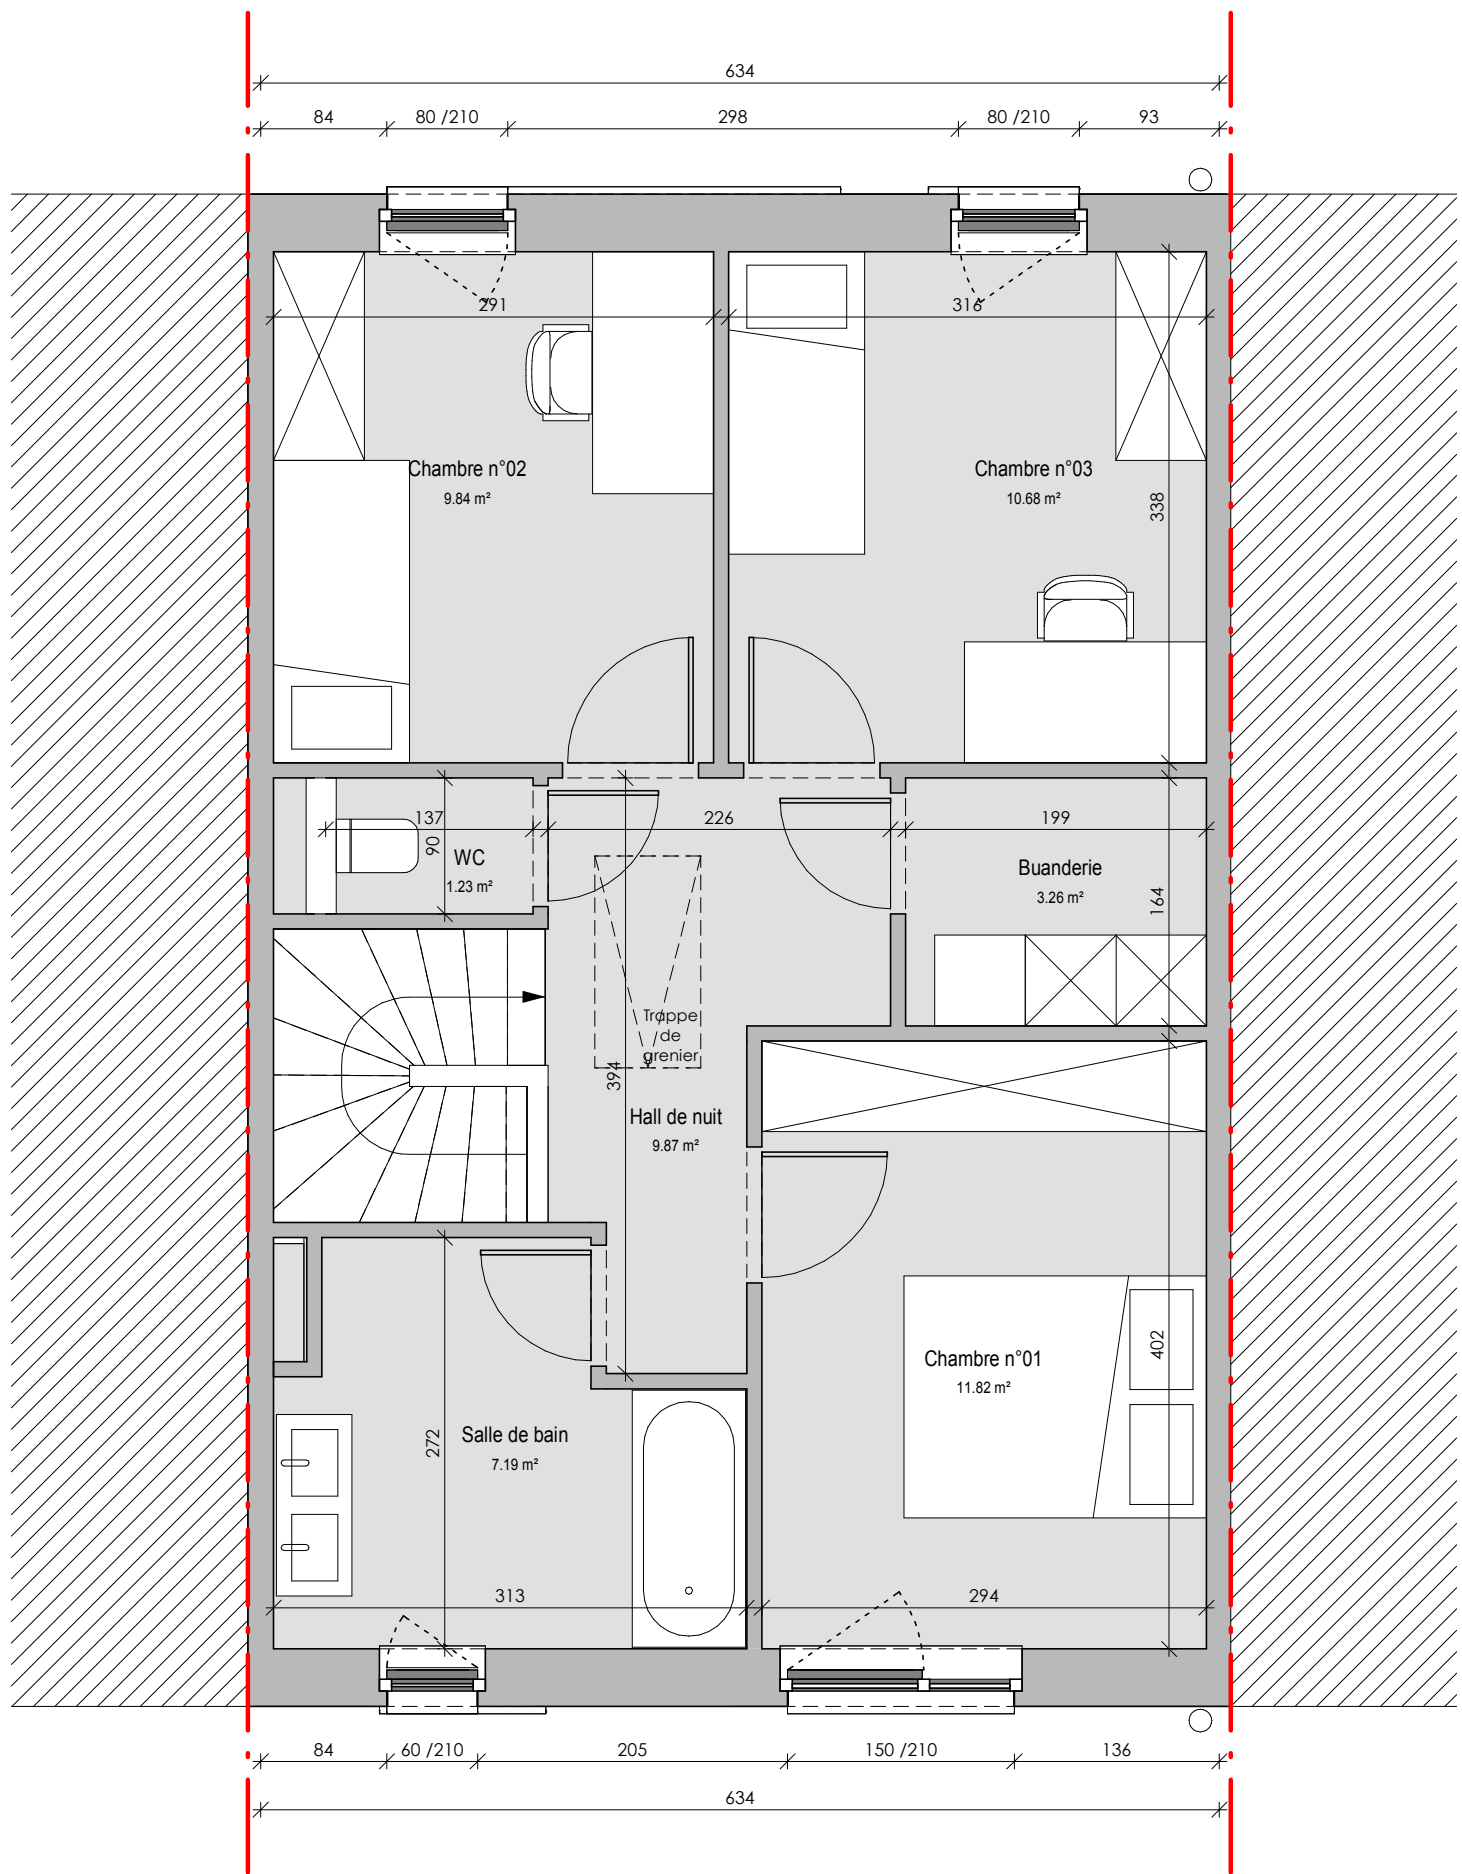 634
84
80 /210
298
80 /210
93
291
316
Chambre n°02
9.84 m²
Chambre n°03
10.68 m²
338
137
226
199
90
WC
1.23 m²
Buanderie
3.26 m²
164
Trappe
de
grenier
394
Hall de nuit
9.87 m²
Chambre n°01
11.82 m²
402
Salle de bain
7.19 m²
272
313
294
84
60 /210
205
150 /210
136
634